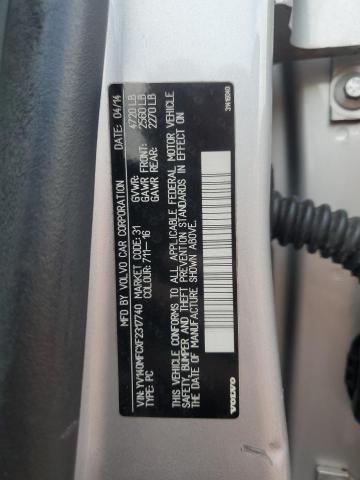 MFD BY VOLVO CAR CORPORATION DATE: 04/14
GVWR: 4720 LB
GAWR FRONT: 2560 LB
GAWR REAR: 2270 LB
MARKET CODE: 31
COLOUR: 711-16
TYPE: PC
THIS VEHICLE CONFORMS TO ALL APPLICABLE FEDERAL MOTOR VEHICLE
SAFETY, BUMPER AND THEFT PREVENTION STANDARDS IN EFFECT ON
THE DATE OF MANUFACTURE SHOWN ABOVE.
VOLVO